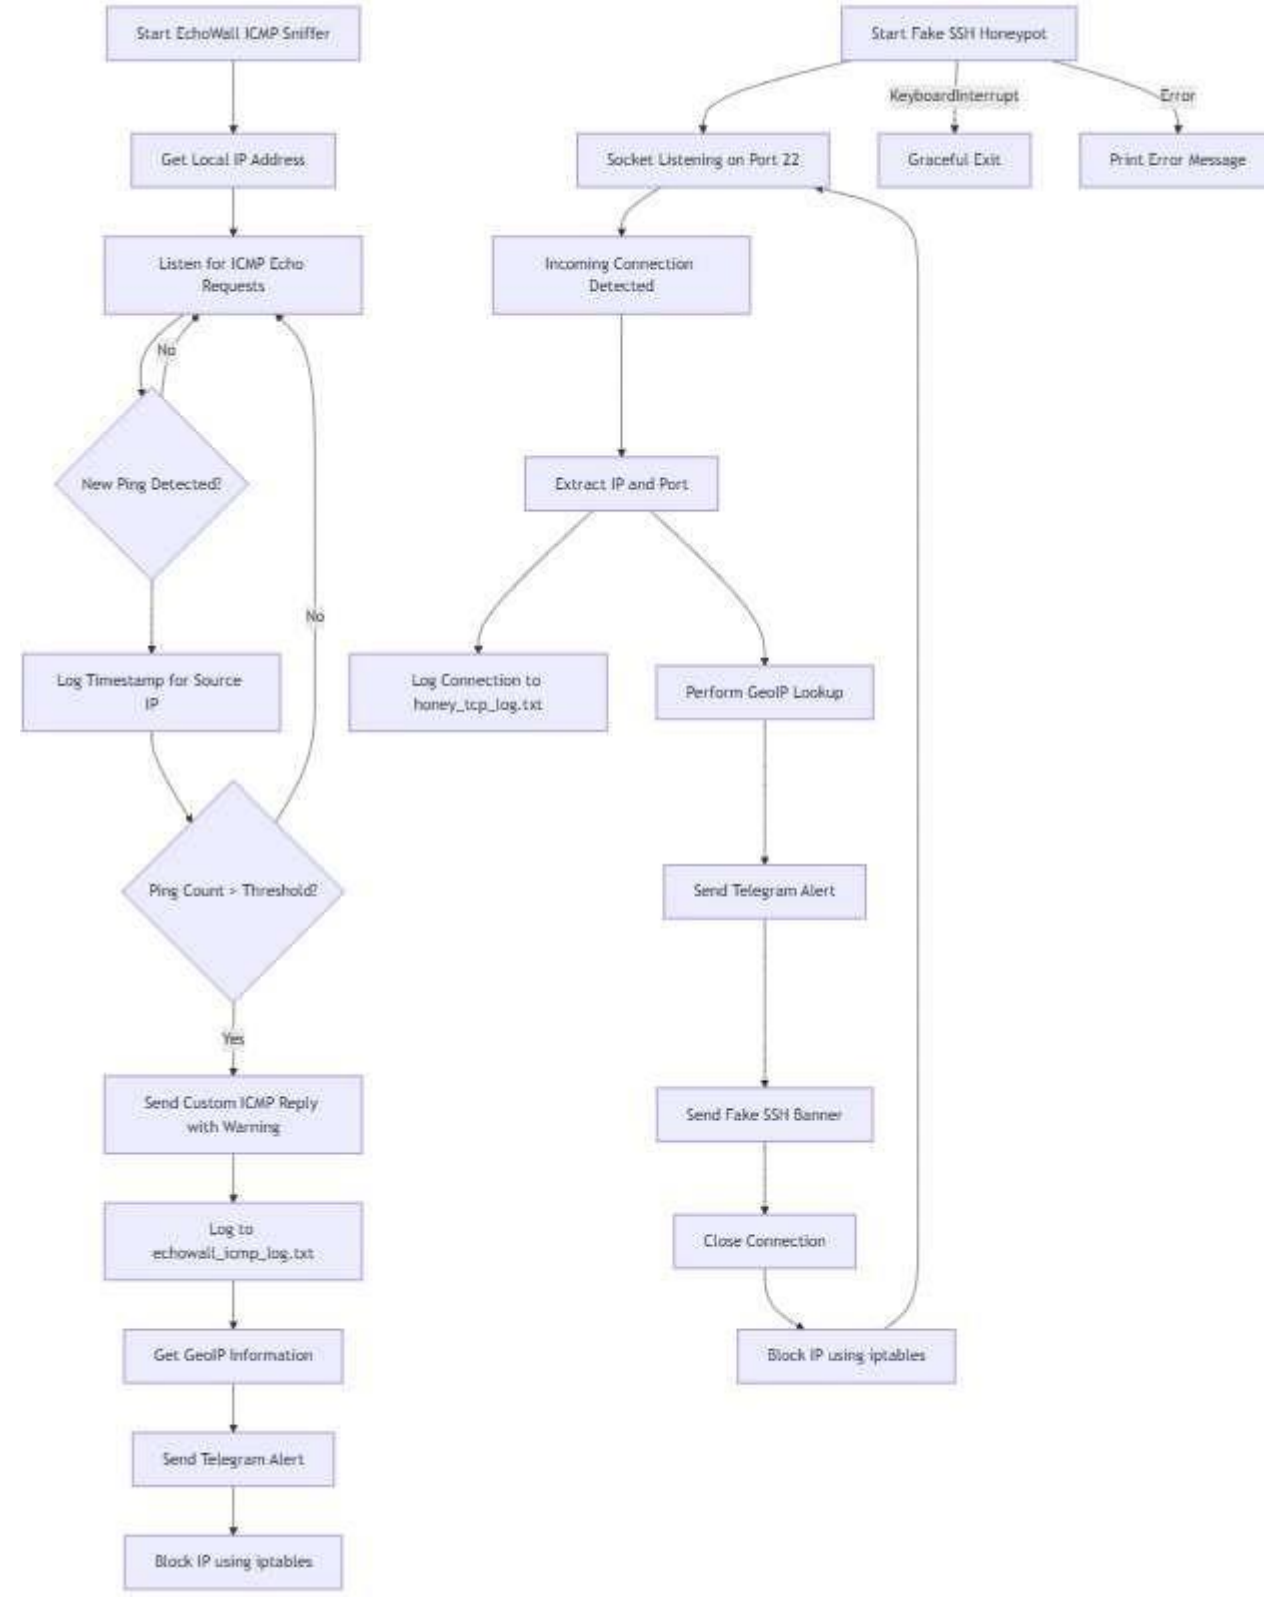 Start EchoWall ICMP Sniffer
Get Local IP Address
Listen for ICMP Echo
Requests
No
New Ping Detected?
Log Timestamp for Source
IP
No
Ping Count > Threshold?
Yes
Send Custom ICMP Reply
with Warning
Log to
echowall_icmp_log.txt
Get GeoIP Information
Send Telegram Alert
Block IP using iptables
Start Fake SSH Honeypot
KeyboardInterrupt
Error
Socket Listening on Port 22
Graceful Exit
Print Error Message
Incoming Connection
Detected
Extract IP and Port
Log Connection to
honey_tcp_log.txt
Perform GeoIP Lookup
Send Telegram Alert
Send Fake SSH Banner
Close Connection
Block IP using iptables